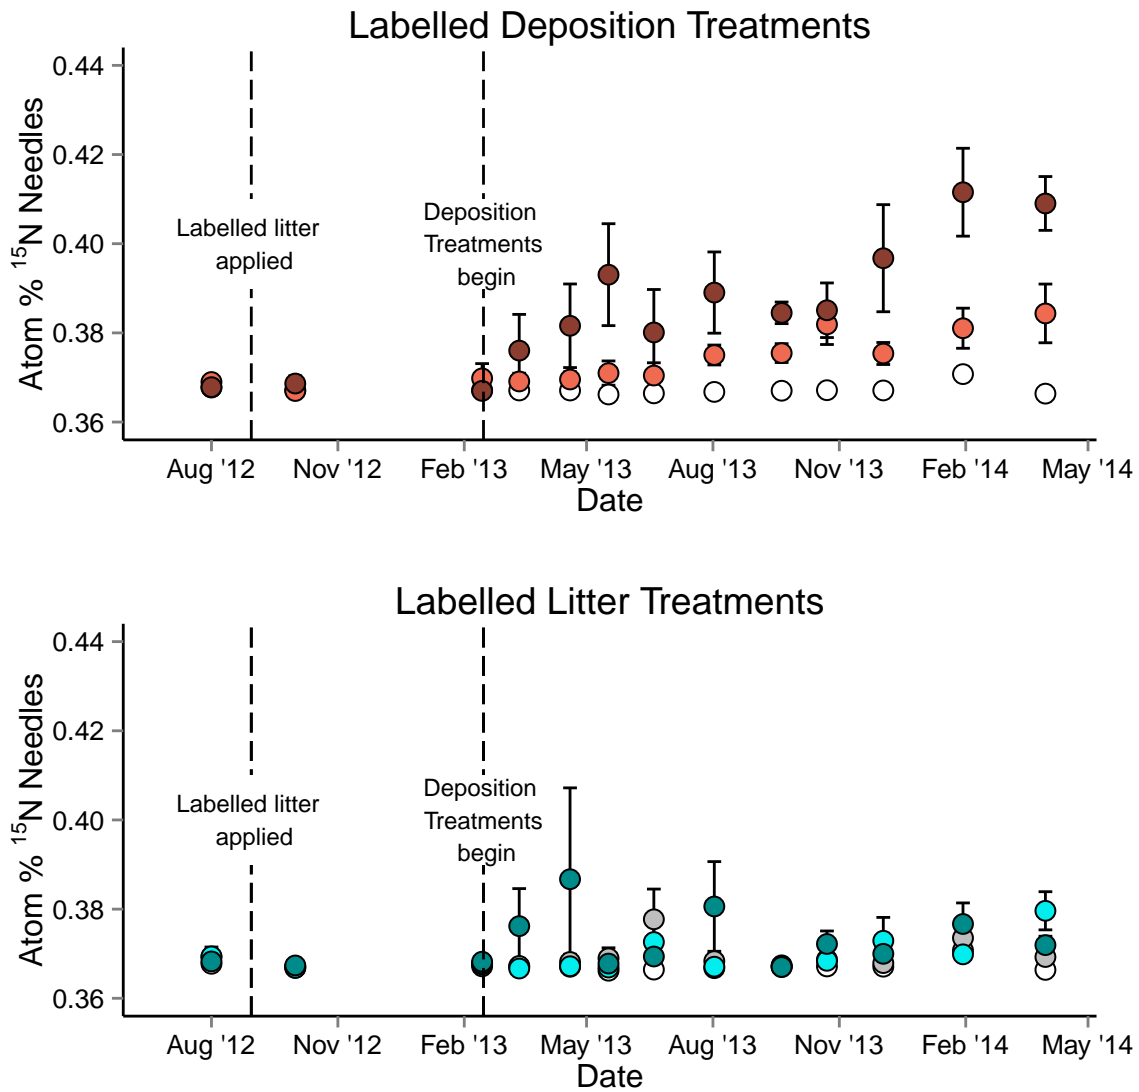 Labelled Deposition Treatments
Atom % ¹⁵N Needles
0.44
0.42
0.40
0.38
0.36
Labelled litter
applied
Deposition
Treatments
begin
Aug '12
Nov '12
Feb '13
May '13
Aug '13
Nov '13
Feb '14
May '14
Date
Labelled Litter Treatments
Atom % ¹⁵N Needles
0.44
0.42
0.40
0.38
0.36
Labelled litter
applied
Deposition
Treatments
begin
Aug '12
Nov '12
Feb '13
May '13
Aug '13
Nov '13
Feb '14
May '14
Date